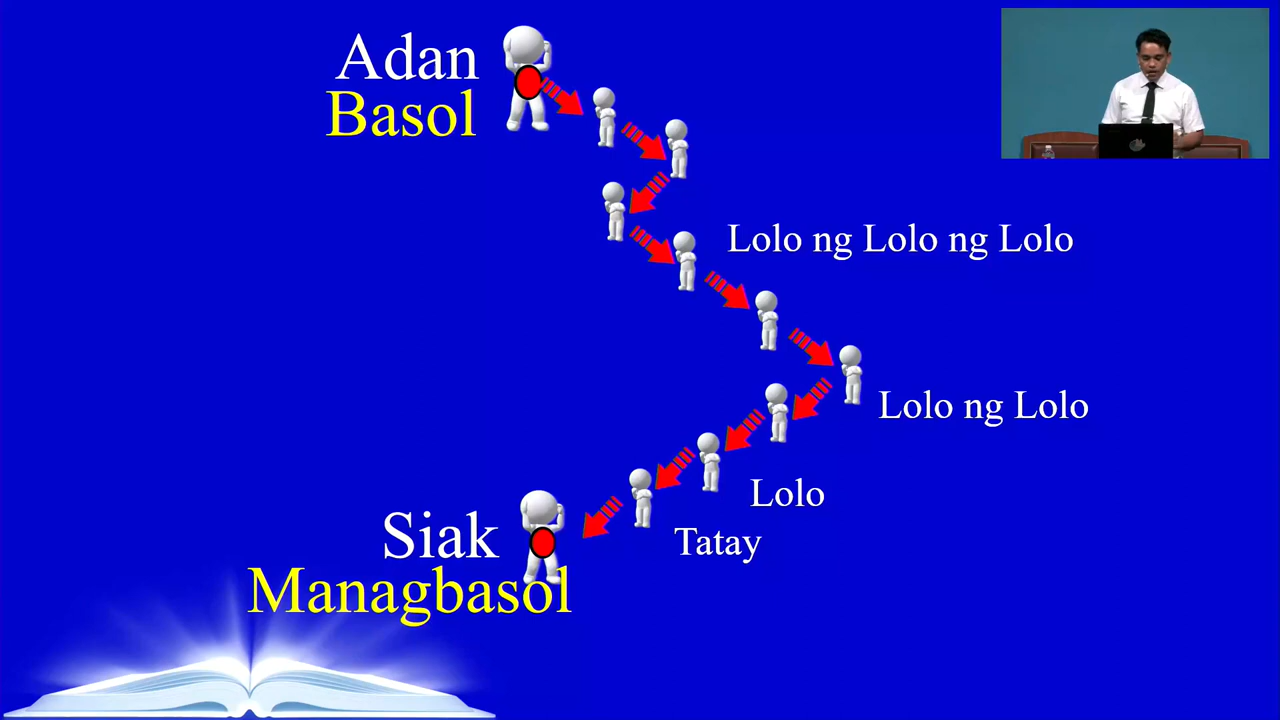 Adan
Basol
Lolo ng Lolo ng Lolo
Lolo ng Lolo
Lolo
Tatay
Siak
Managbasol